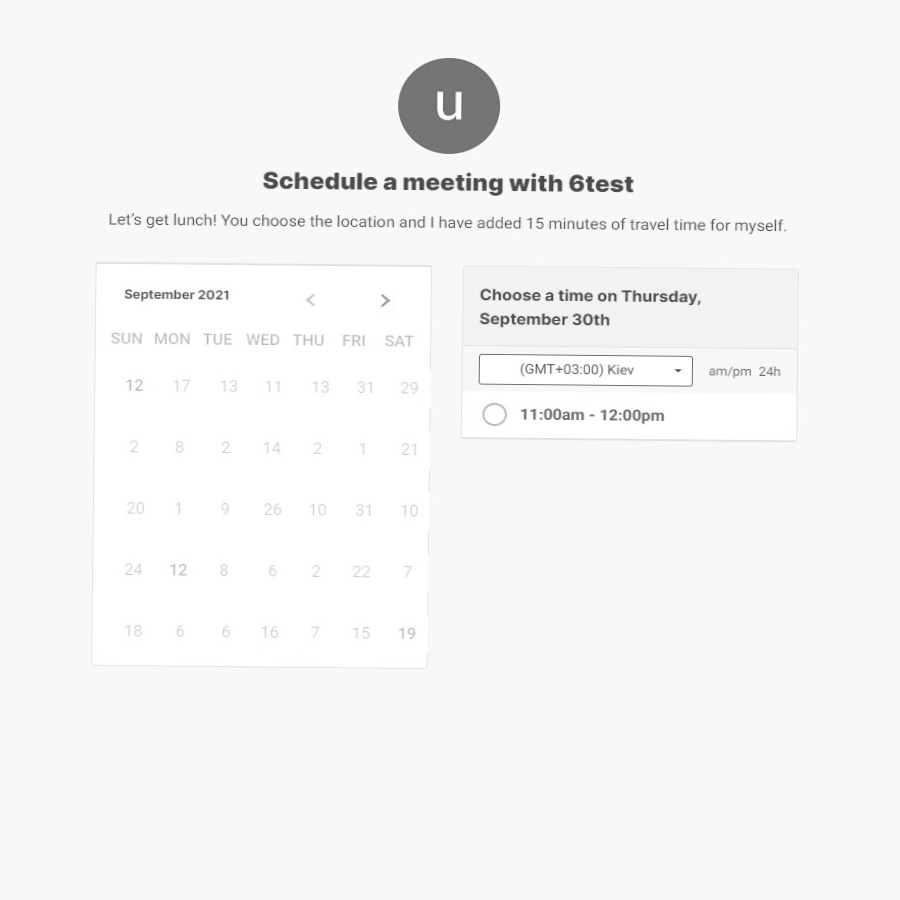 u
Schedule a meeting with 6test
Let's get lunch! You choose the location and I have added 15 minutes of travel time for myself.
September 2021
SUN MON TUE WED THU FRI SAT
12 17 13 11 13 31 29
2 8 2 14 2 1 21
20 1 9 26 10 31 10
24 12 8 6 2 22 7
18 6 6 16 7 15 19
Choose a time on Thursday,
September 30th
(GMT+03:00) Kiev
am/pm 24h
11:00am - 12:00pm